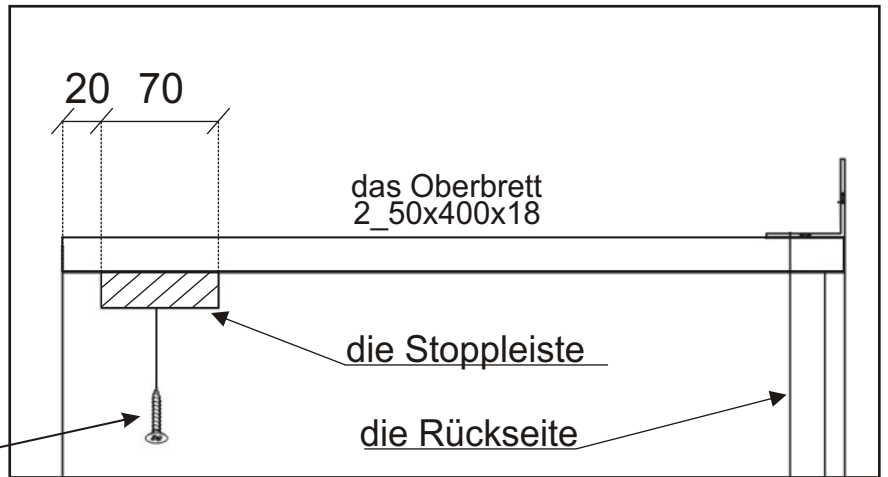 20 70
das Oberbrett
2_50x400x18
die Stoppleiste
die Rückseite